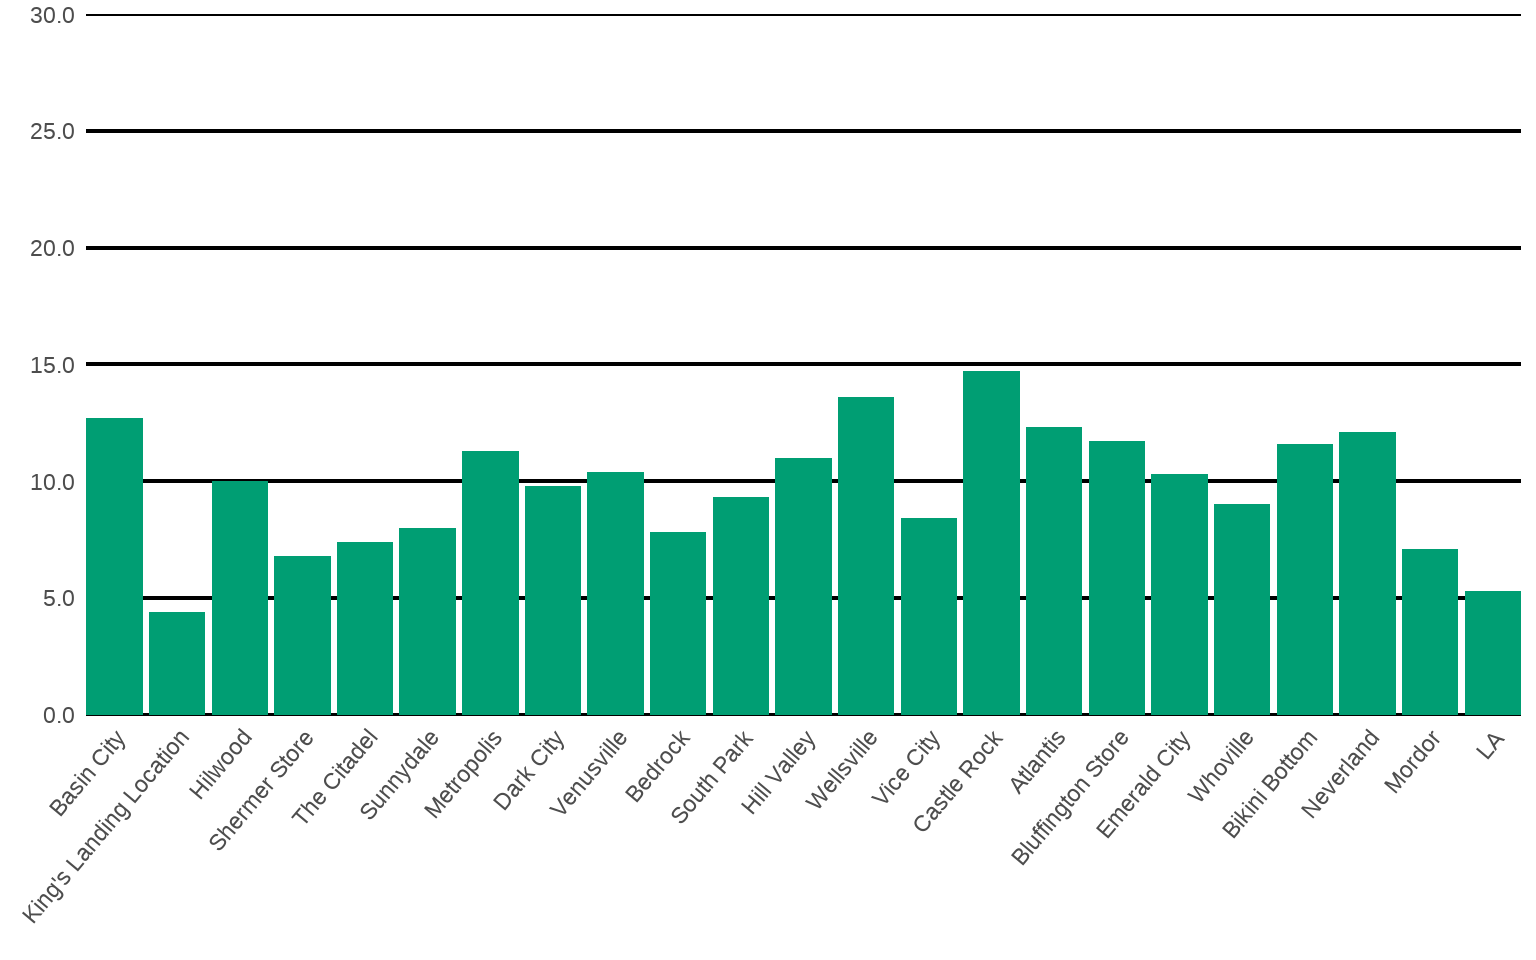 30.0
25.0
20.0
15.0
10.0
5.0
0.0
Basin City
King's Landing Location
Hillwood
Shermer Store
The Citadel
Sunnydale
Metropolis
Dark City
Venusville
Bedrock
South Park
Hill Valley
Wellsville
Vice City
Castle Rock
Atlantis
Bluffington Store
Emerald City
Whoville
Bikini Bottom
Neverland
Mordor
LA